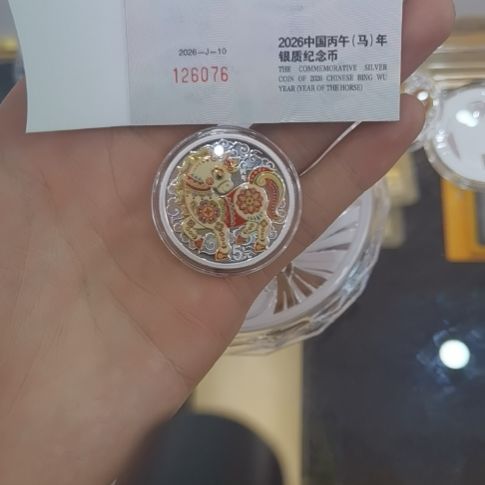 2026-J-10
126076
2026中国丙午(马)年
银质纪念币
THE COMMEMORATIVE SILVER
COIN OF 2026 CHINESE BING WU
YEAR (YEAR OF THE HORSE)
5